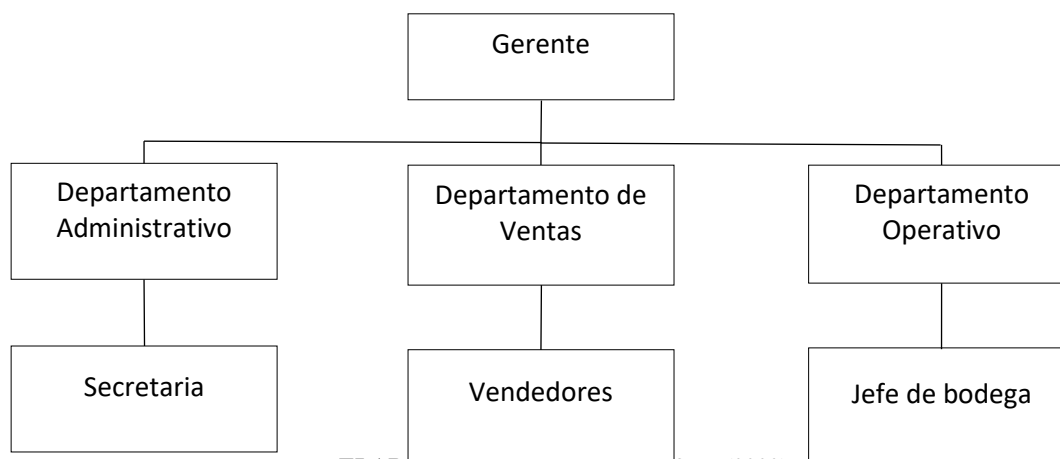 Gerente
Departamento
Administrativo
Departamento de
Ventas
Departamento
Operativo
Secretaria
Vendedores
Jefe de bodega